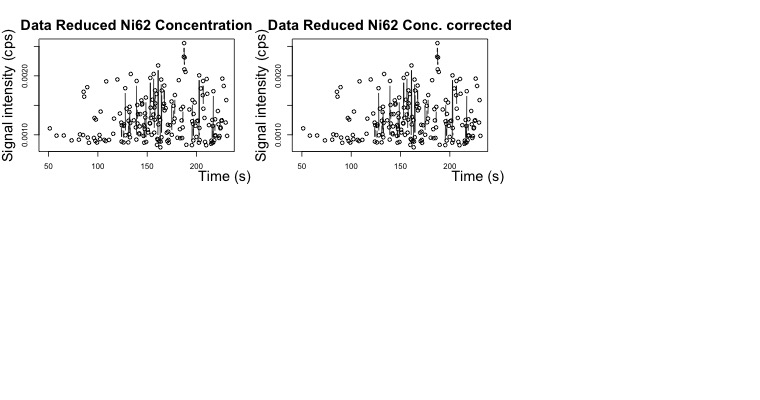 Data Reduced Ni62 Concentration
Signal intensity (cps)
0.0010 0.0020
50 100 150 200
Time (s)
Data Reduced Ni62 Conc. corrected
Signal intensity (cps)
0.0010 0.0020
50 100 150 200
Time (s)